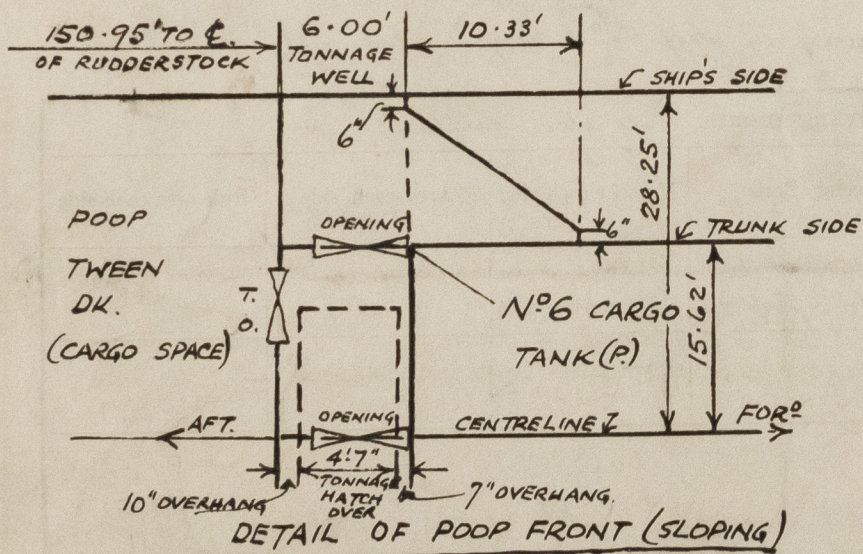 150·95' TO ℄.
OF RUDDERSTOCK
6·00'
TONNAGE
WELL
10·33'
SHIP'S SIDE
6"
28·25'
POOP
TWEEN
DK.
(CARGO SPACE)
OPENING
6"
TRUNK SIDE
T.
O.
Nº6 CARGO
TANK (P.)
15·62'
OPENING
AFT.
CENTRELINE
FORD
4'·7"
TONNAGE
HATCH
OVER
10" OVERHANG
7" OVERHANG.
DETAIL OF POOP FRONT (SLOPING)